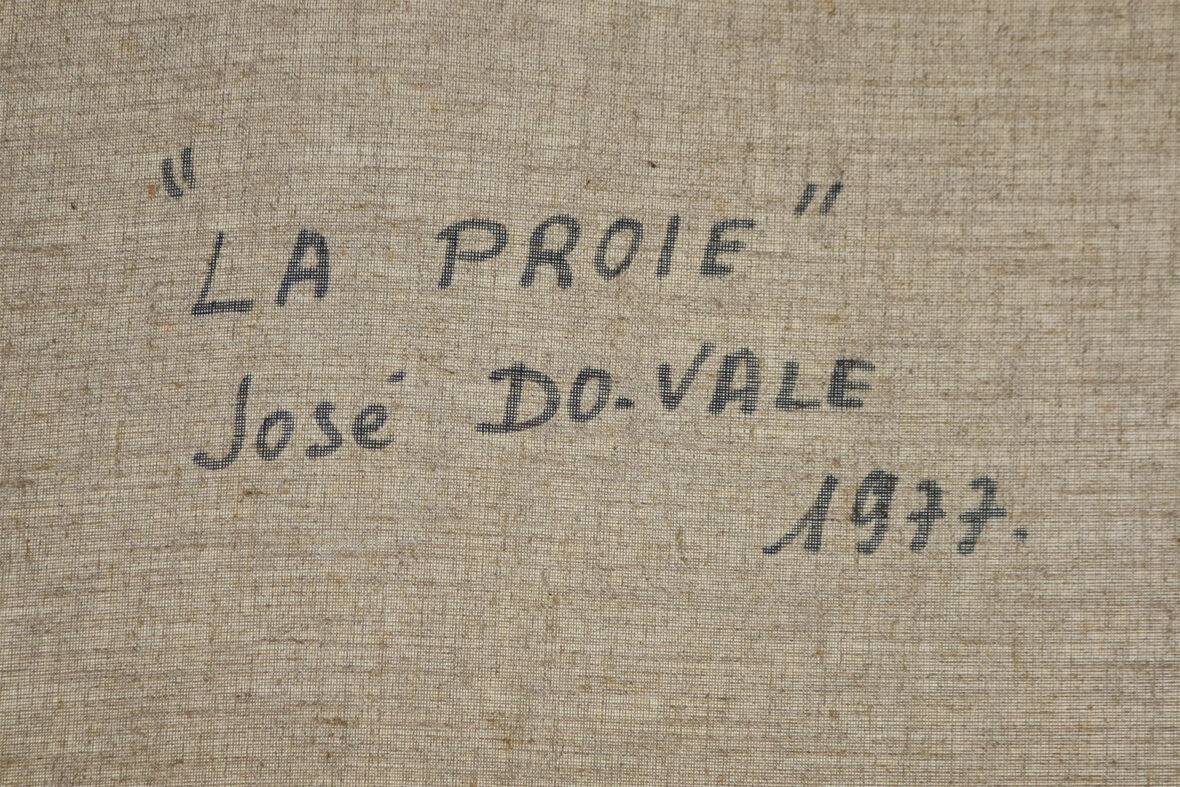 "LA PROIE"
José DO.VALE
1977.